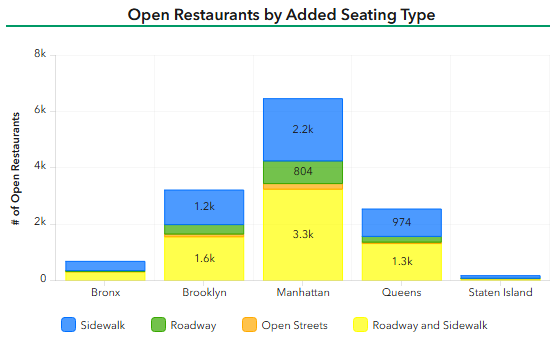 Open Restaurants by Added Seating Type
# of Open Restaurants
8k
6k
4k
2k
0
2.2k
804
3.3k
1.2k
1.6k
974
1.3k
Bronx Brooklyn Manhattan Queens Staten Island
Sidewalk Roadway Open Streets Roadway and Sidewalk